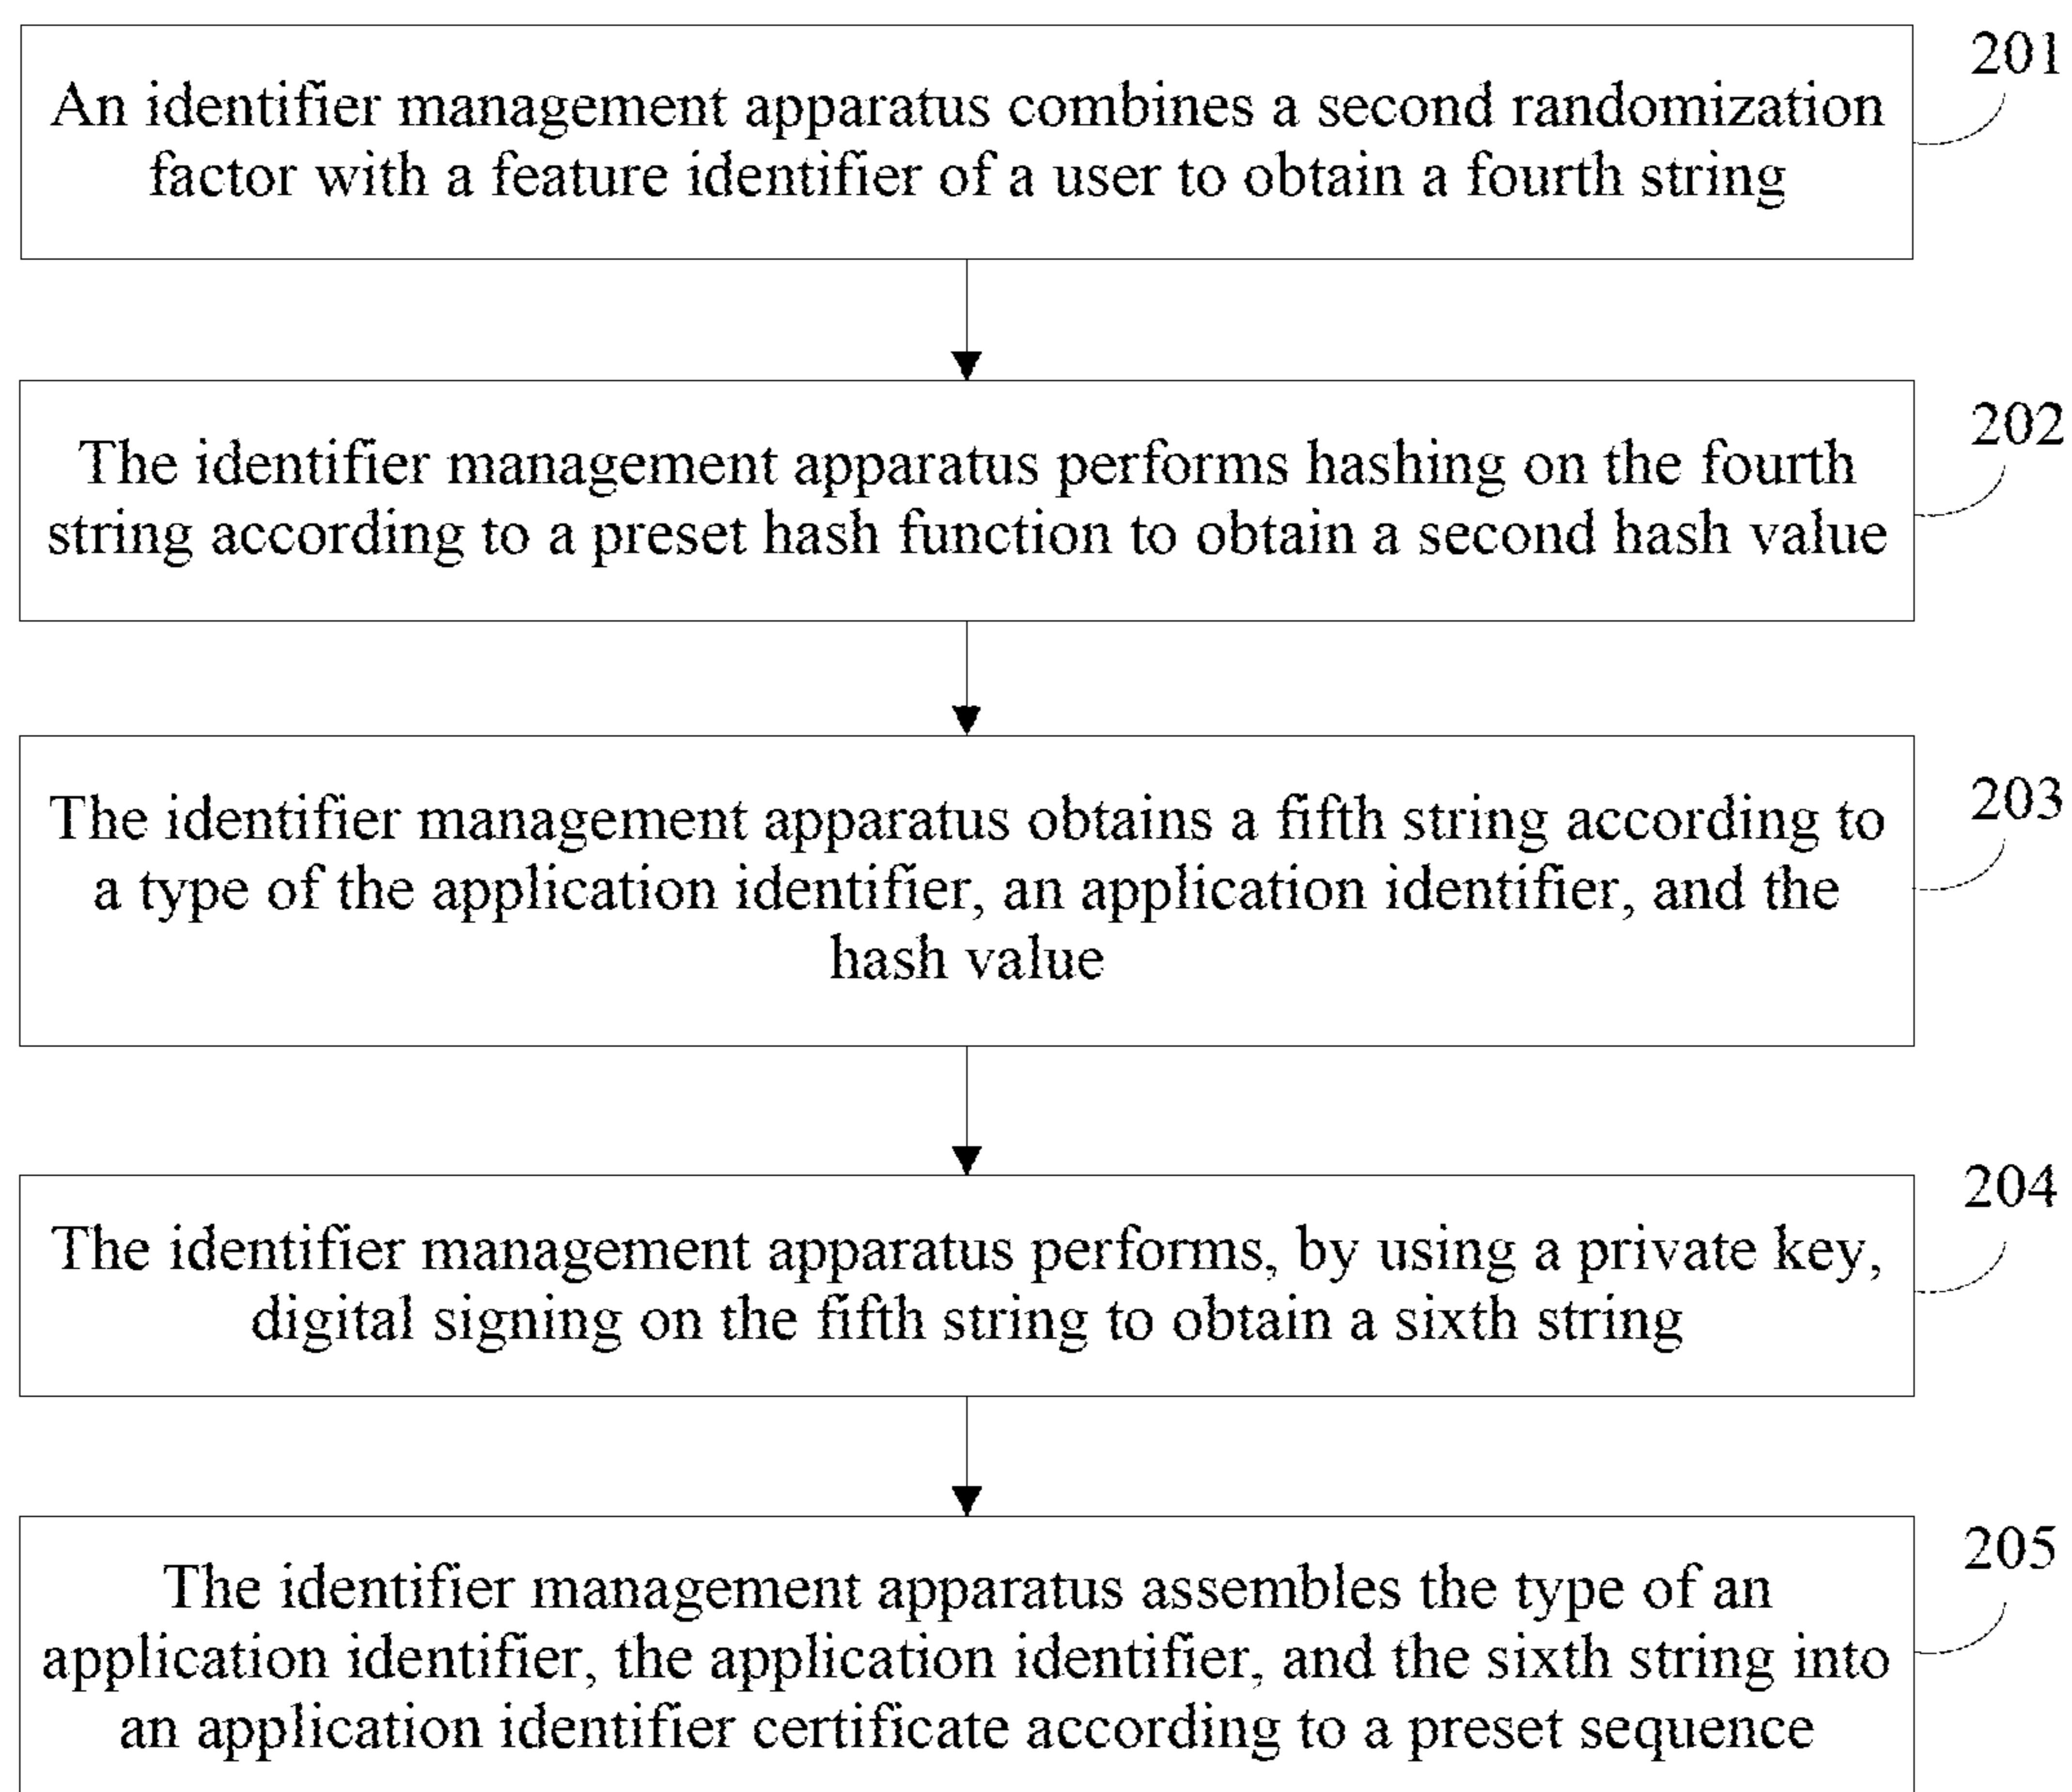 An identifier management apparatus combines a second randomization
factor with a feature identifier of a user to obtain a fourth string
201
The identifier management apparatus performs hashing on the fourth
string according to a preset hash function to obtain a second hash value
202
The identifier management apparatus obtains a fifth string according to
a type of the application identifier, an application identifier, and the
hash value
203
The identifier management apparatus performs, by using a private key,
digital signing on the fifth string to obtain a sixth string
204
The identifier management apparatus assembles the type of an
application identifier, the application identifier, and the sixth string into
an application identifier certificate according to a preset sequence
205